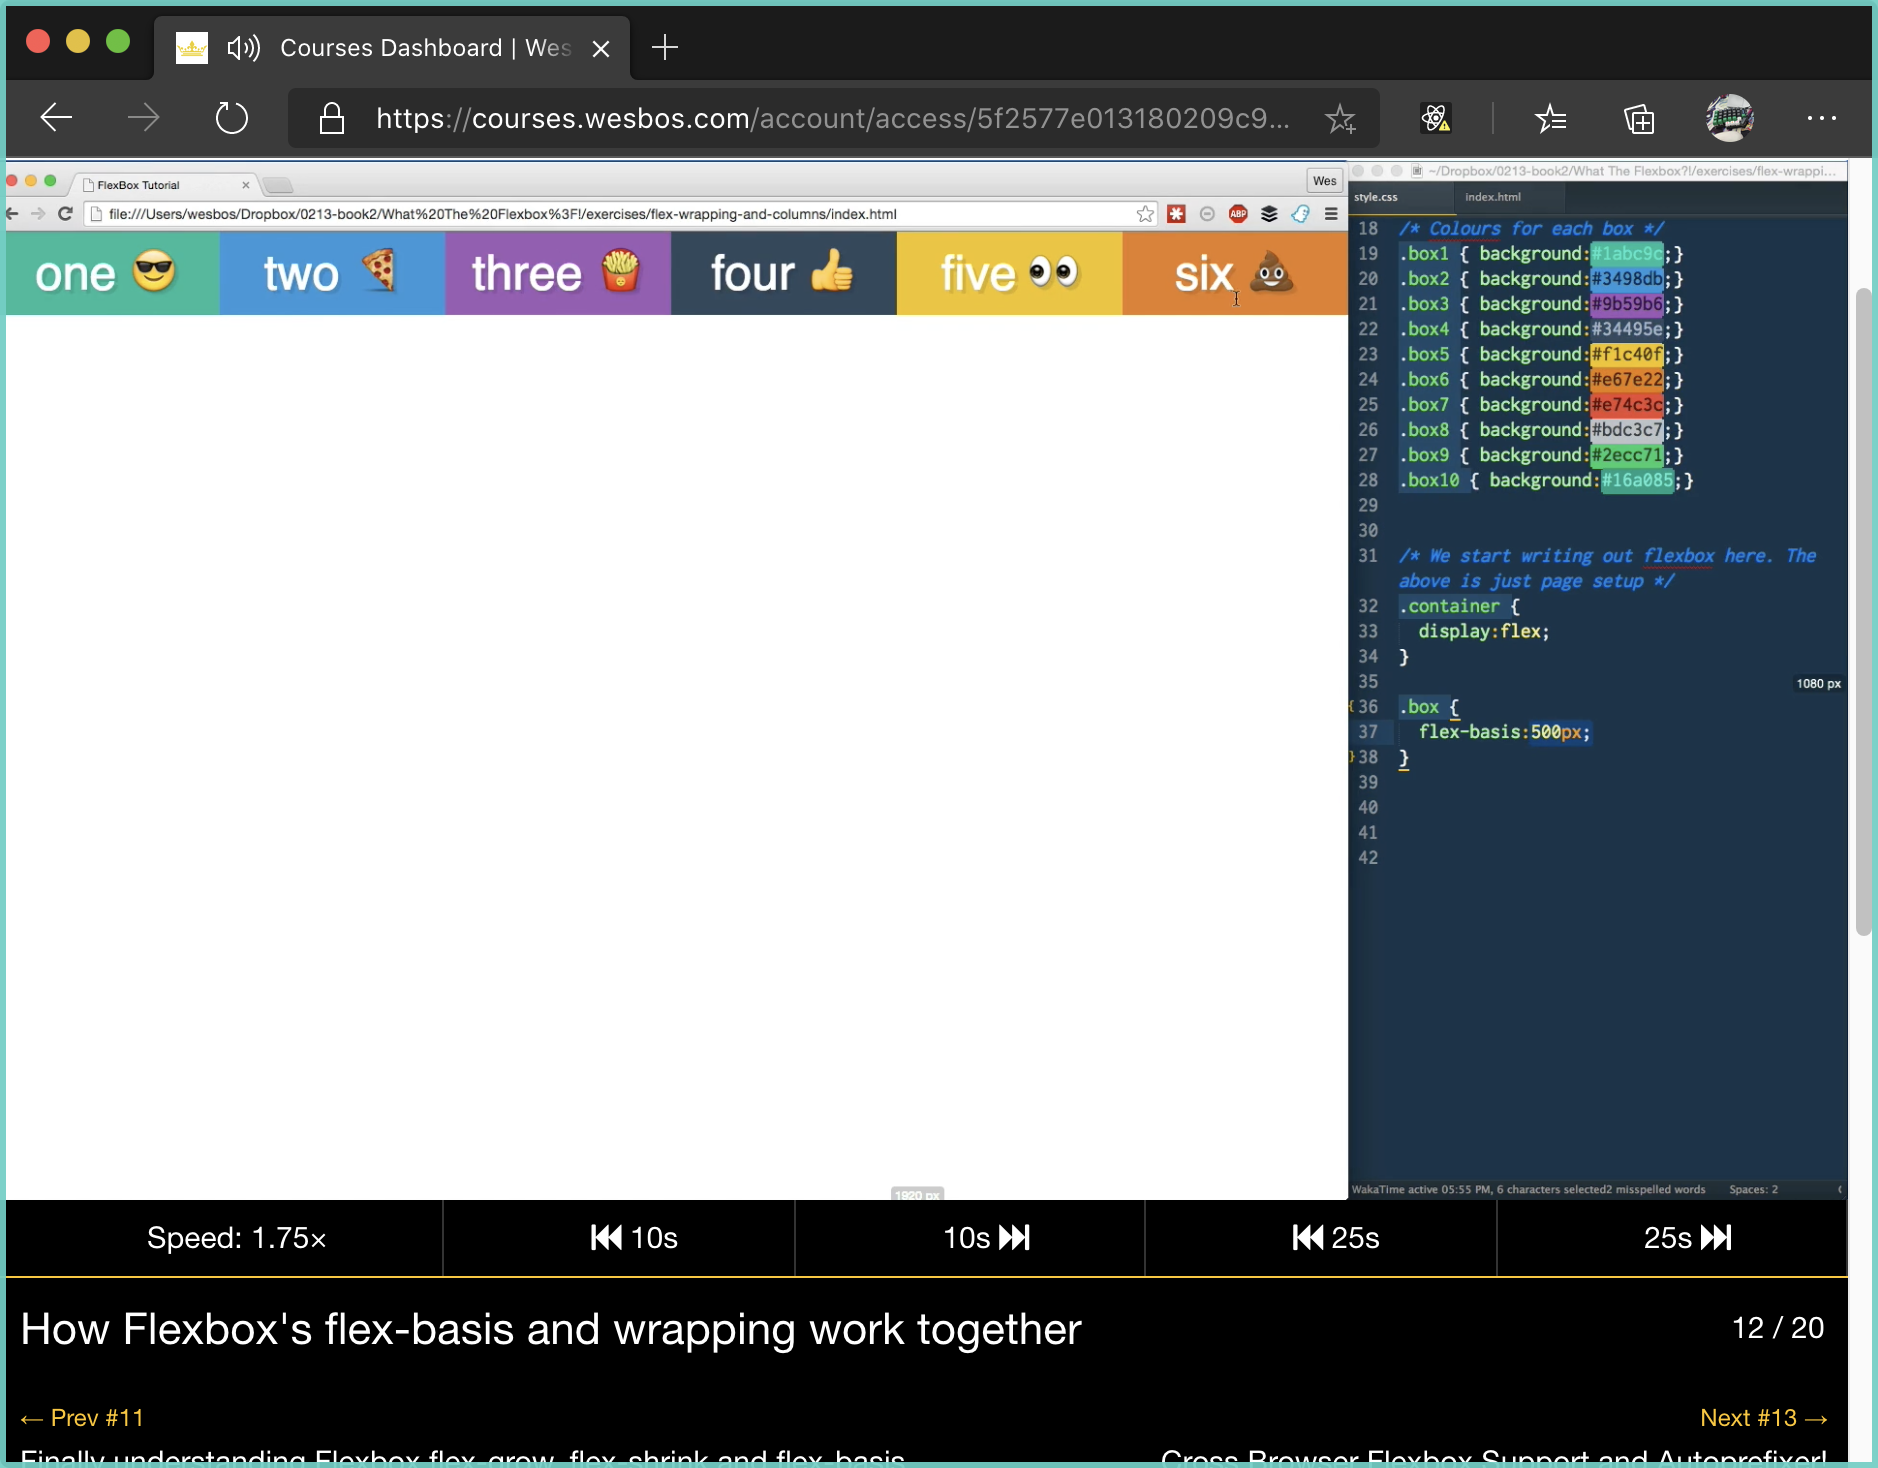 Courses Dashboard | Wes
https://courses.wesbos.com/account/access/5f2577e013180209c9...
FlexBox Tutorial
Wes
file:///Users/wesbos/Dropbox/0213-book2/What%20The%20Flexbox%3F!/exercises/flex-wrapping-and-columns/index.html
ABP
one 😎
two 🍕
three 🍟
four 👍
five 👀
six 💩
~/Dropbox/0213-book2/What The Flexbox?!/exercises/flex-wrappi...
style.css
index.html
18 /* Colours for each box */
19 .box1 { background:#1abc9c;}
20 .box2 { background:#3498db;}
21 .box3 { background:#9b59b6;}
22 .box4 { background:#34495e;}
23 .box5 { background:#f1c40f;}
24 .box6 { background:#e67e22;}
25 .box7 { background:#e74c3c;}
26 .box8 { background:#bdc3c7;}
27 .box9 { background:#2ecc71;}
28 .box10 { background:#16a085;}
29
30
31 /* We start writing out flexbox here. The
above is just page setup */
32 .container {
33 display:flex;
34 }
35
1080 px
36 .box {
37 flex-basis:500px;
38 }
39
40
41
42
1920 px
WakaTime active 05:55 PM, 6 characters selected2 misspelled words
Spaces: 2
Speed: 1.75×
⏮ 10s
10s ⏭
⏮ 25s
25s ⏭
How Flexbox's flex-basis and wrapping work together
12 / 20
← Prev #11
Next #13 →
Finally understanding Flexbox flex-grow, flex-shrink and flex-basis
Cross Browser Flexbox Support and Autoprefixer!